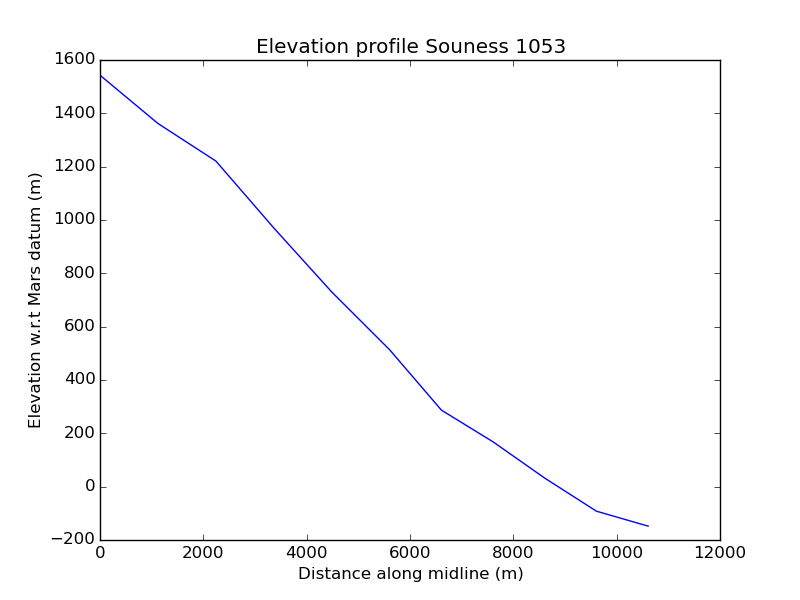 Elevation profile Souness 1053
1600
1400
1200
1000
800
600
400
200
0
−200
Elevation w.r.t Mars datum (m)
0 2000 4000 6000 8000 10000 12000
Distance along midline (m)